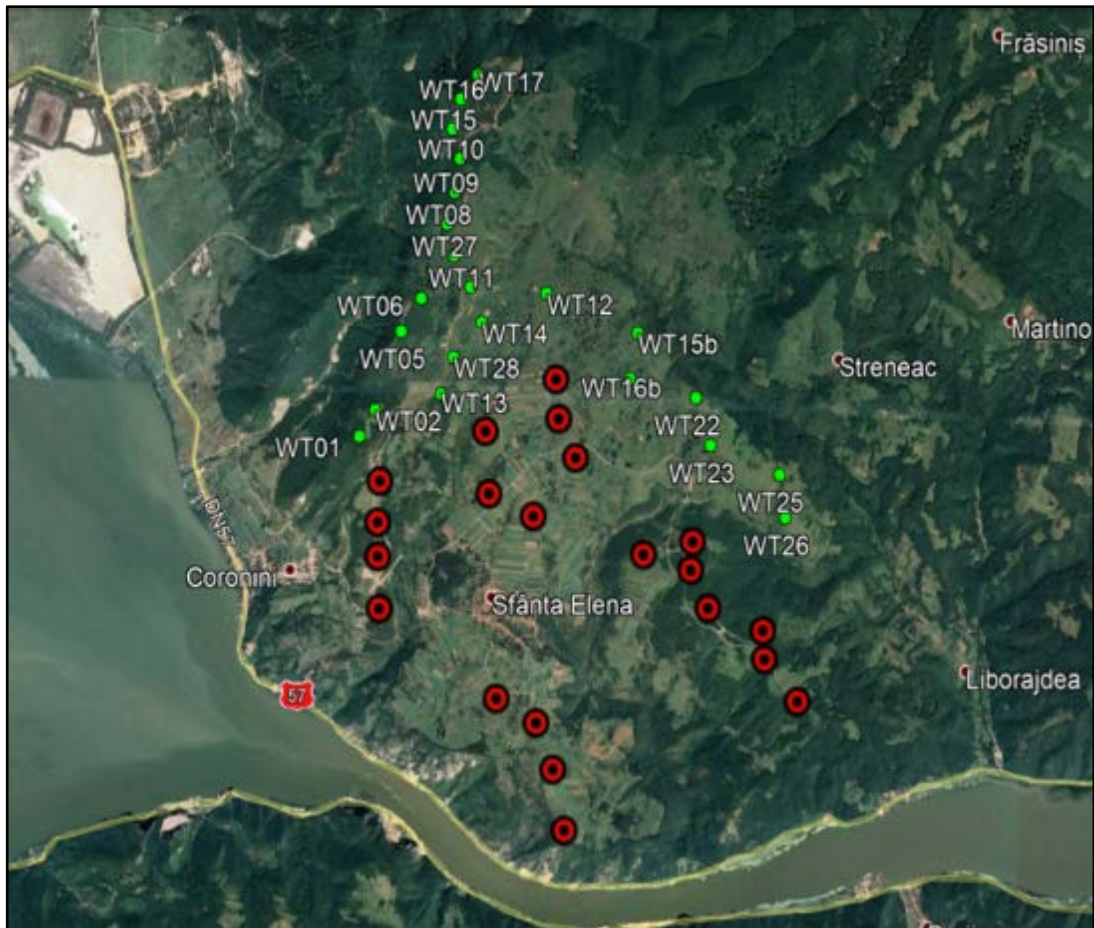 Frăsiniș
WT17
WT16
WT15
WT10
WT09
WT08
WT27
WT11
WT06
WT12
Martino
WT14
WT05
WT15b
Streneac
WT28
WT16b
WT13
WT02
WT22
WT01
WT23
WT25
DN57
WT26
Coronini
Sfânta Elena
Liborajdea
57